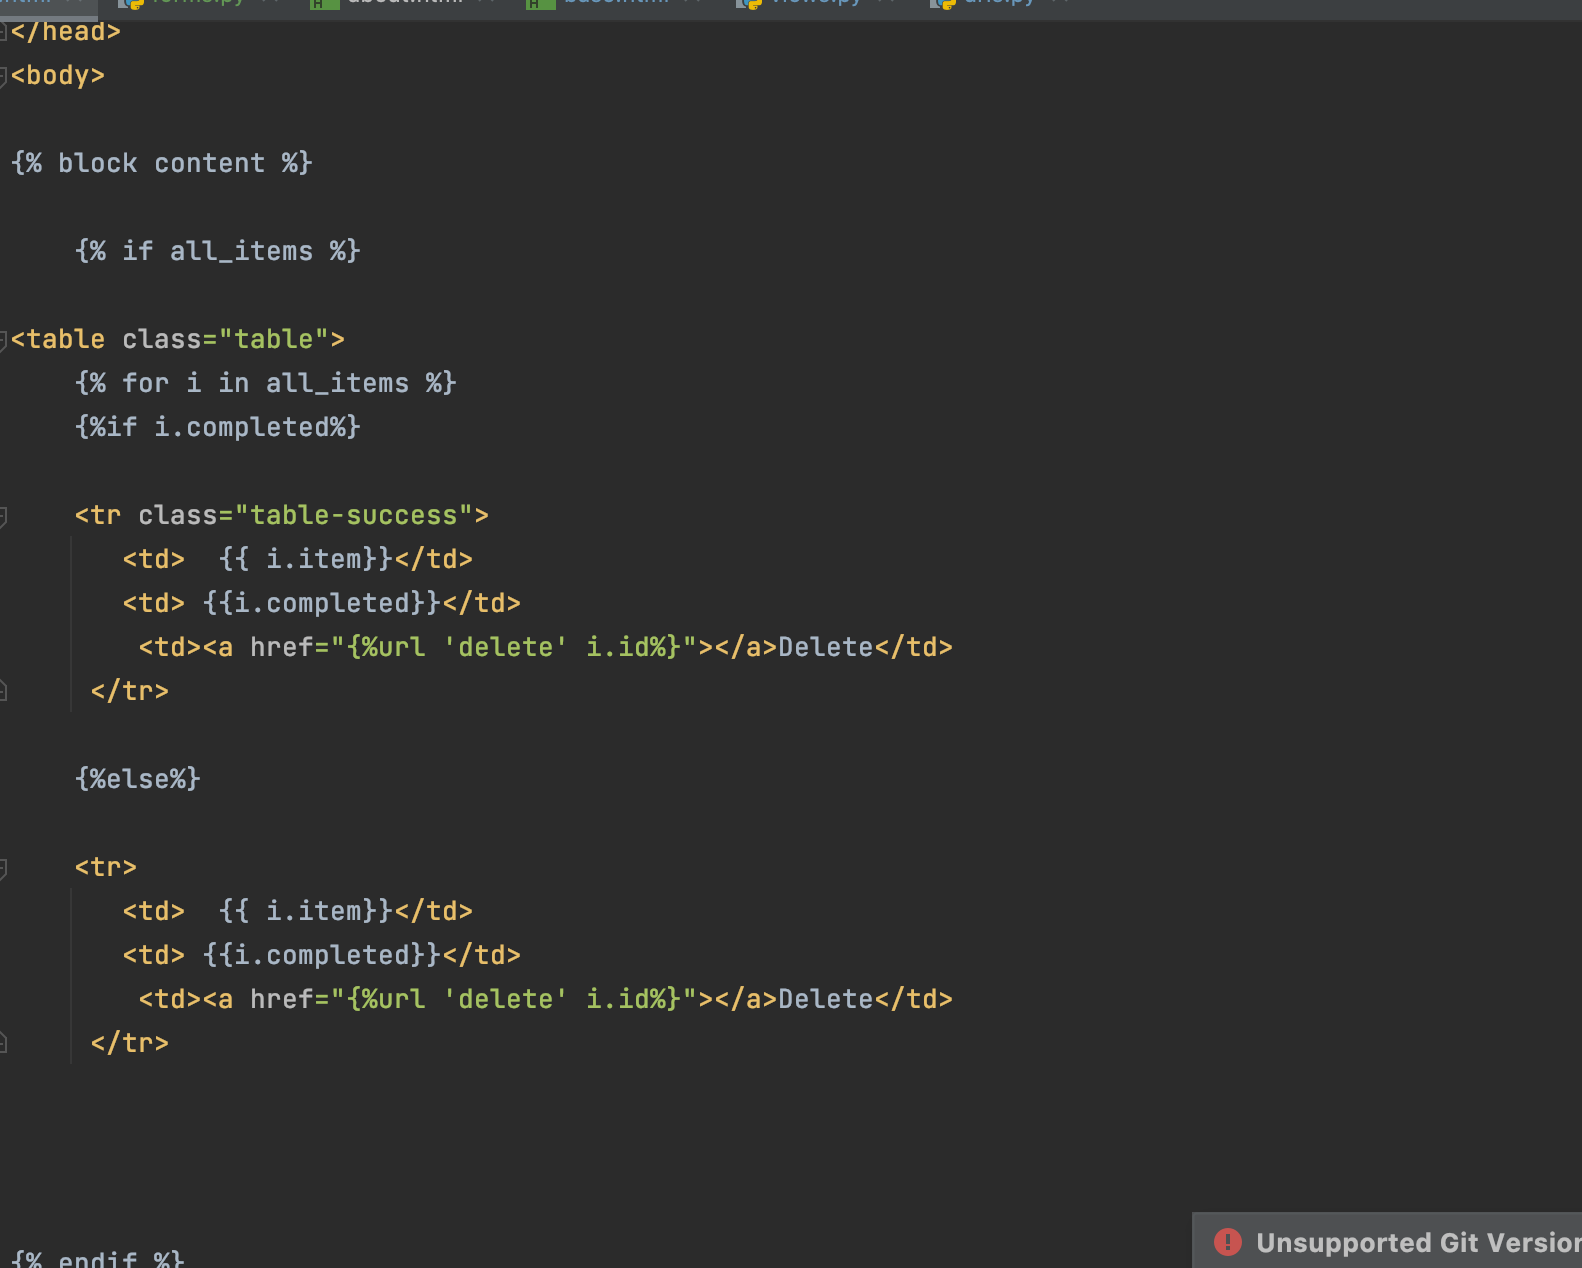 </head>
<body>
{% block content %}
{% if all_items %}
<table class="table">
{% for i in all_items %}
{%if i.completed%}
<tr class="table-success">
<td>  {{ i.item}}</td>
<td> {{i.completed}}</td>
<td><a href="{%url 'delete' i.id%}"></a>Delete</td>
</tr>
{%else%}
<tr>
<td>  {{ i.item}}</td>
<td> {{i.completed}}</td>
<td><a href="{%url 'delete' i.id%}"></a>Delete</td>
</tr>
{% endif %}
Unsupported Git Version